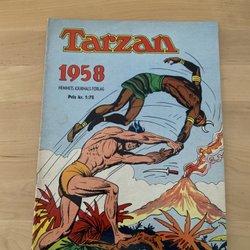 Tarzan
1958
HEMMETS JOURNALS FÖRLAG
Pris kr. 1:75